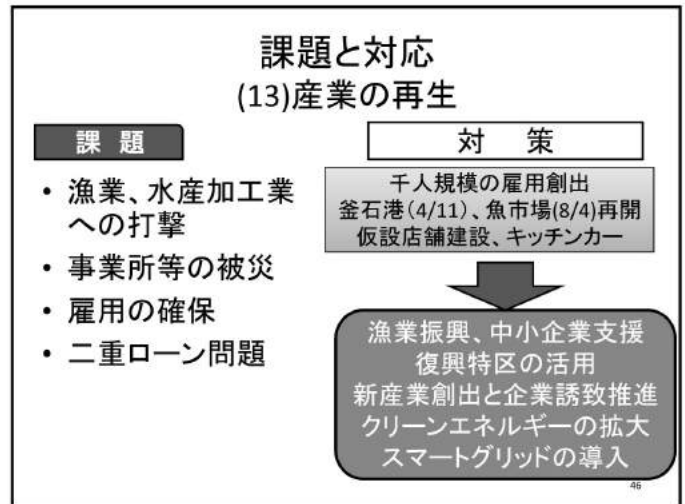 課題と対応
(13)産業の再生
課 題
• 漁業、水産加工業
への打撃
• 事業所等の被災
• 雇用の確保
• 二重ローン問題
対 策
千人規模の雇用創出
釜石港(4/11)、魚市場(8/4)再開
仮設店舗建設、キッチンカー
漁業振興、中小企業支援
復興特区の活用
新産業創出と企業誘致推進
クリーンエネルギーの拡大
スマートグリッドの導入
46